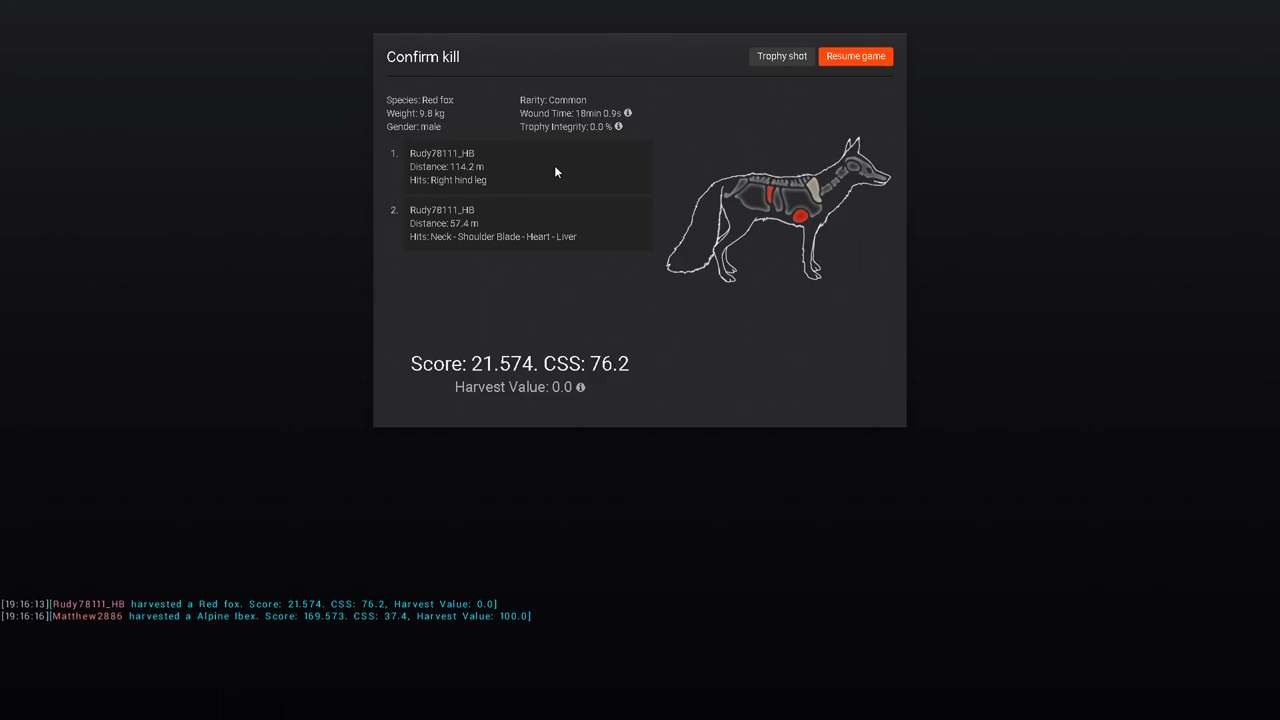 Confirm kill
Trophy shot
Resume game
Species: Red fox
Rarity: Common
Weight: 9.8 kg
Wound Time: 18min 0.9s
Gender: male
Trophy Integrity: 0.0 %
1.
Rudy78111_HB
Distance: 114.2 m
Hits: Right hind leg
2.
Rudy78111_HB
Distance: 57.4 m
Hits: Neck - Shoulder Blade - Heart - Liver
Score: 21.574. CSS: 76.2
Harvest Value: 0.0
[19:16:13][Rudy78111_HB harvested a Red fox. Score: 21.574. CSS: 76.2, Harvest Value: 0.0]
[19:16:16][Matthew2886 harvested a Alpine Ibex. Score: 169.573. CSS: 37.4, Harvest Value: 100.0]